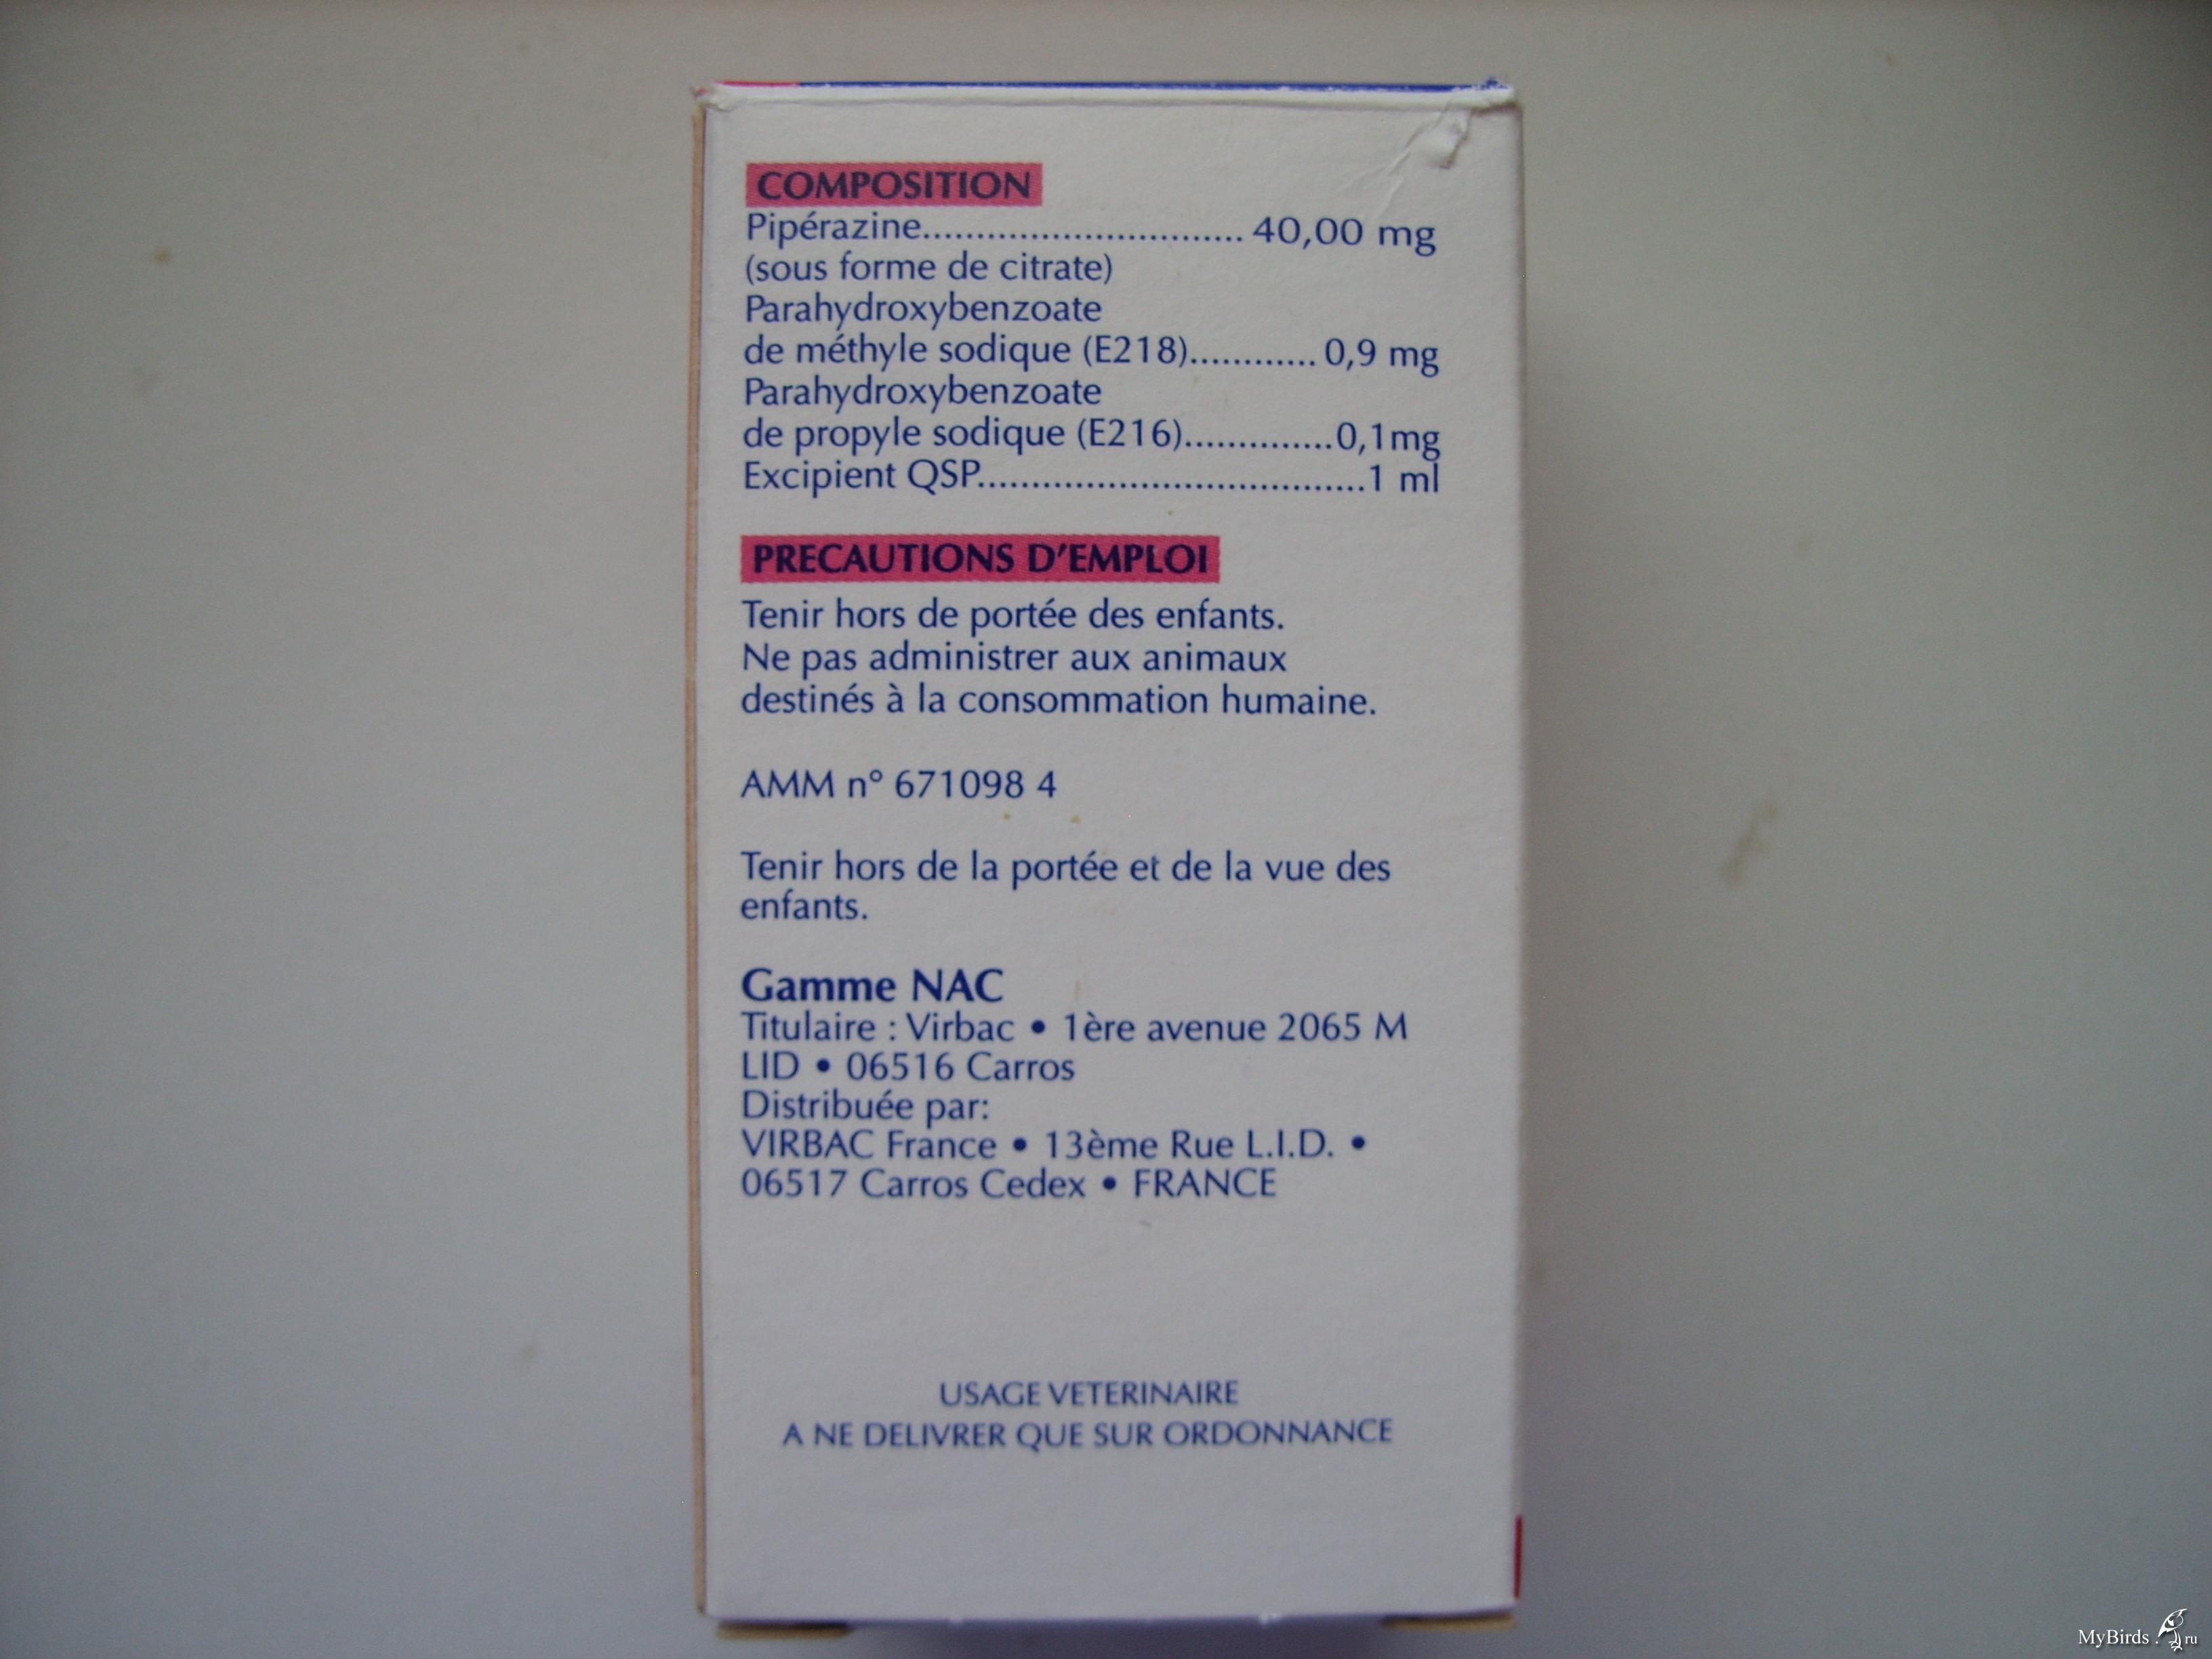 COMPOSITION
Pipérazine.............................. 40,00 mg
(sous forme de citrate)
Parahydroxybenzoate
de méthyle sodique (E218)............ 0,9 mg
Parahydroxybenzoate
de propyle sodique (E216)..............0,1mg
Excipient QSP....................................1 ml
PRECAUTIONS D'EMPLOI
Tenir hors de portée des enfants.
Ne pas administrer aux animaux
destinés à la consommation humaine.
AMM n° 671098 4
Tenir hors de la portée et de la vue des
enfants.
Gamme NAC
Titulaire : Virbac • 1ère avenue 2065 M
LID • 06516 Carros
Distribuée par:
VIRBAC France • 13ème Rue L.I.D. •
06517 Carros Cedex • FRANCE
USAGE VETERINAIRE
A NE DELIVRER QUE SUR ORDONNANCE
MyBirds.ru